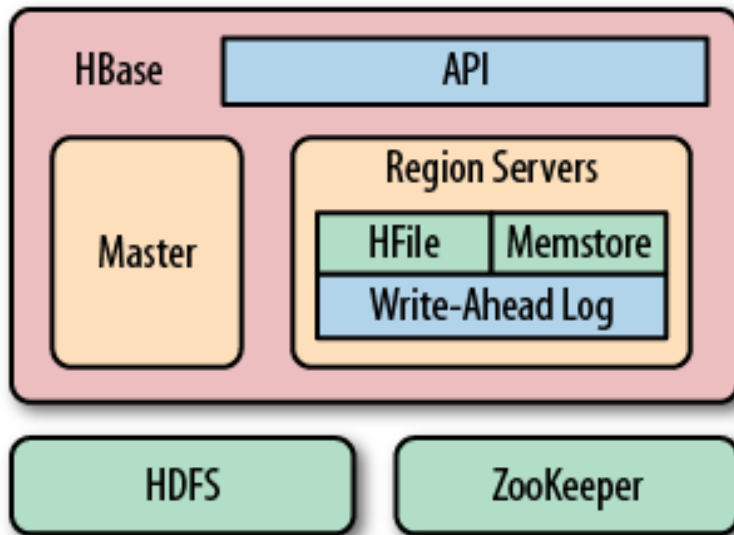 HBase
API
Master
Region Servers
HFile
Memstore
Write-Ahead Log
HDFS
ZooKeeper